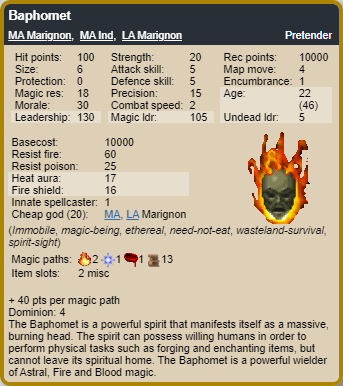 Baphomet
MA Marignon, MA Ind, LA Marignon Pretender
Hit points: 100 Strength: 20 Rec points: 10000
Size: 6 Attack skill: 5 Map move: 4
Protection: 0 Defence skill: 5 Encumbrance: 1
Magic res: 18 Precision: 15 Age: 22
Morale: 30 Combat speed: 2 (46)
Leadership: 130 Magic ldr: 105 Undead ldr: 5
Basecost: 10000
Resist fire: 60
Resist poison: 25
Heat aura: 17
Fire shield: 16
Innate spellcaster: 1
Cheap god (20): MA, LA Marignon
(Immobile, magic-being, ethereal, need-not-eat, wasteland-survival,
spirit-sight)
Magic paths: 2 1 1 13
Item slots: 2 misc
+ 40 pts per magic path
Dominion: 4
The Baphomet is a powerful spirit that manifests itself as a massive,
burning head. The spirit can possess willing humans in order to
perform physical tasks such as forging and enchanting items, but
cannot leave its spiritual home. The Baphomet is a powerful wielder
of Astral, Fire and Blood magic.